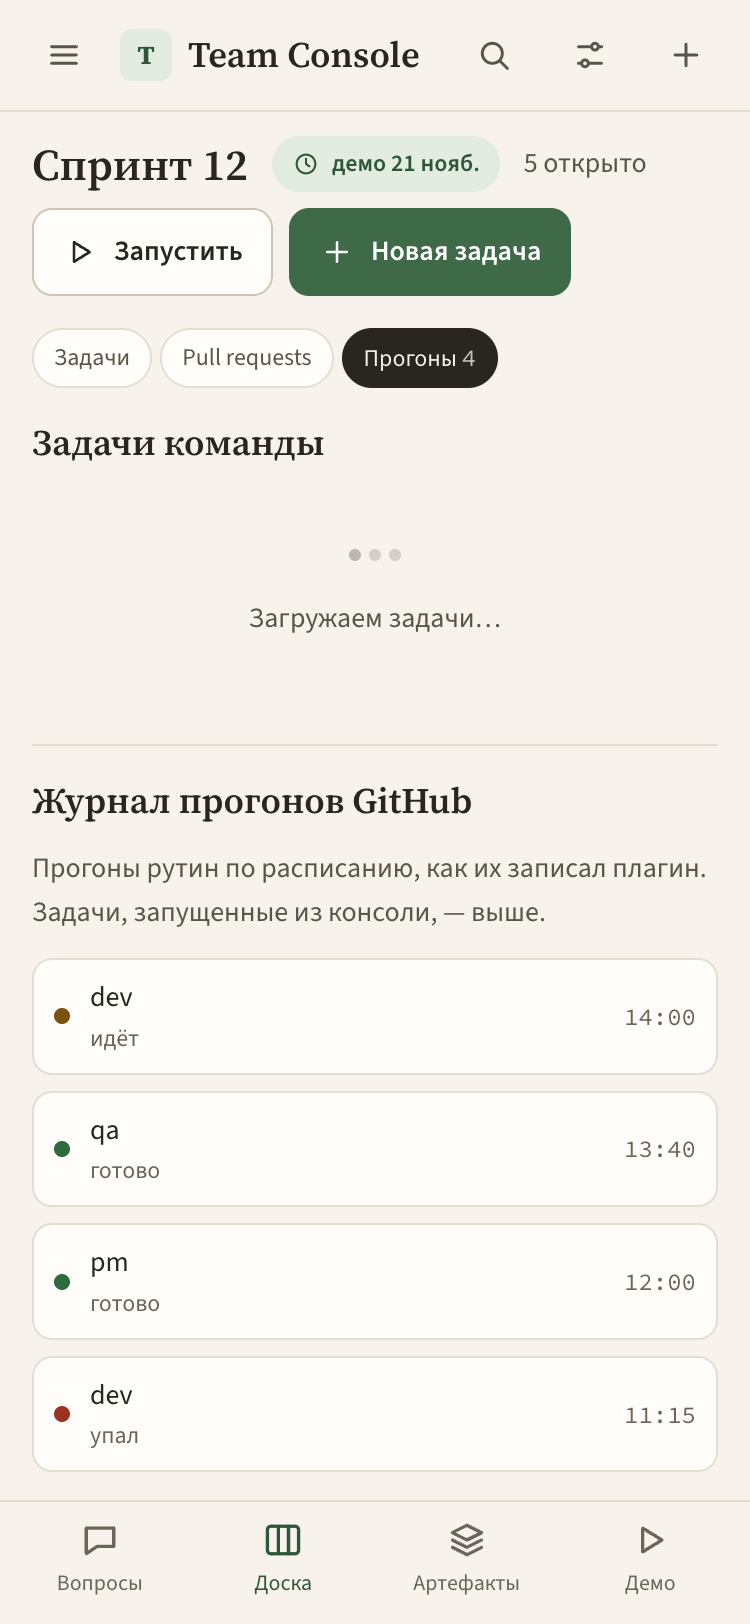 T Team Console
Спринт 12 демо 21 нояб. 5 открыто
Запустить Новая задача
Задачи Pull requests Прогоны 4
Задачи команды
Загружаем задачи…
Журнал прогонов GitHub
Прогоны рутин по расписанию, как их записал плагин.
Задачи, запущенные из консоли, — выше.
dev
идёт
14:00
qa
готово
13:40
pm
готово
12:00
dev
упал
11:15
Вопросы Доска Артефакты Демо